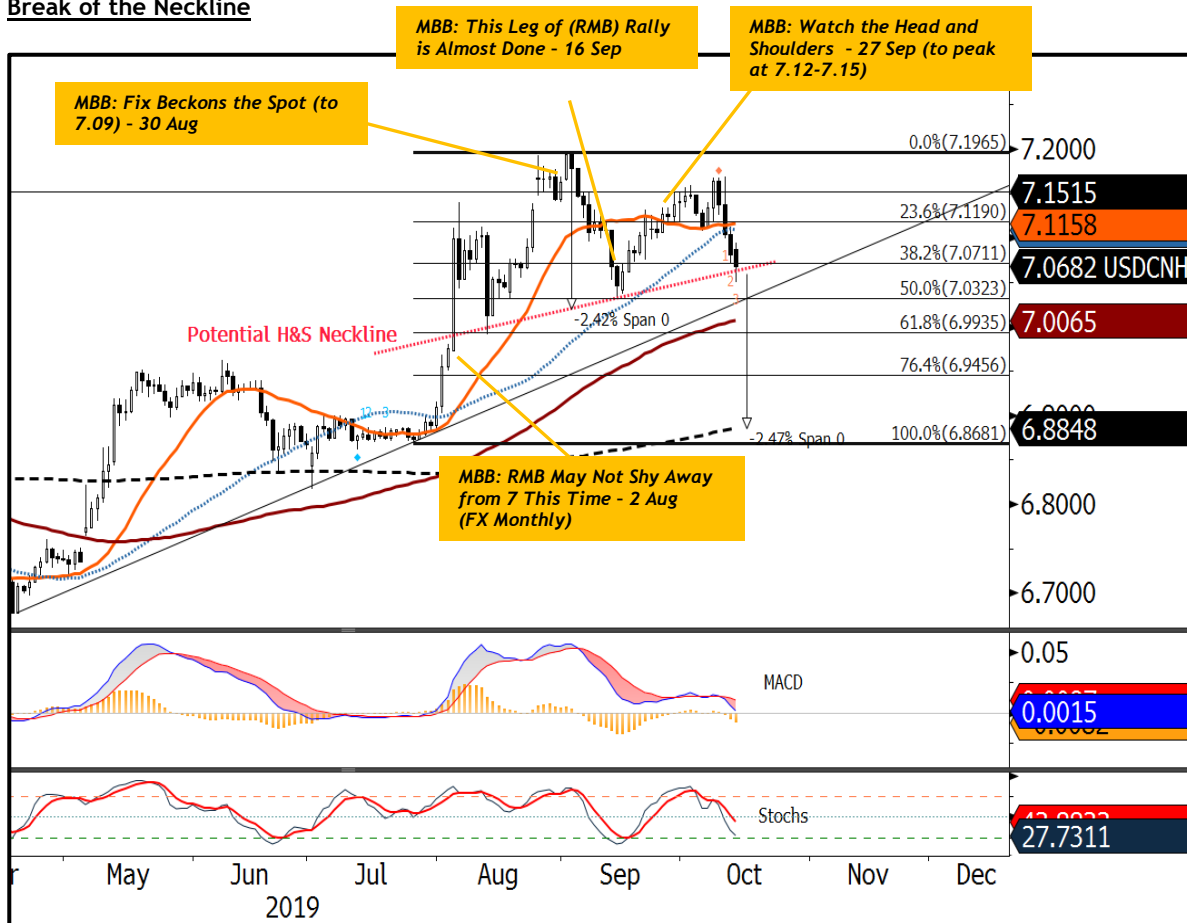 Break of the Neckline
MBB: This Leg of (RMB) Rally
is Almost Done - 16 Sep
MBB: Watch the Head and
Shoulders - 27 Sep (to peak
at 7.12-7.15)
MBB: Fix Beckons the Spot (to
7.09) - 30 Aug
0.0%(7.1965)
7.2000
7.1515
23.6%(7.1190)
7.1158
38.2%(7.0711)
7.0682 USDCNH
1
2
3
50.0%(7.0323)
-2.42% Span 0
Potential H&S Neckline
61.8%(6.9935)
7.0065
76.4%(6.9456)
12 3
100.0%(6.8681)
6.8848
-2.47% Span 0
MBB: RMB May Not Shy Away
from 7 This Time - 2 Aug
(FX Monthly)
6.8000
6.7000
0.05
MACD
0.0015
Stochs
27.7311
May Jun Jul Aug Sep Oct Nov Dec
2019